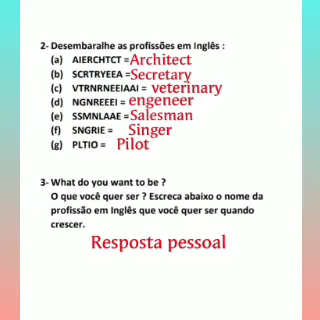 2- Desembaralhe as profissões em Inglês :
(a) AIERCHTCT = Architect
(b) SCRTRYEEA = Secretary
(c) VTRNRNEEIAAI = veterinary
(d) NGNREEEI = engeneer
(e) SSMNLAAE = Salesman
(f) SNGRIE = Singer
(g) PLTIO = Pilot
3- What do you want to be ?
O que você quer ser ? Escreca abaixo o nome da
profissão em Inglês que você quer ser quando
crescer.
Resposta pessoal